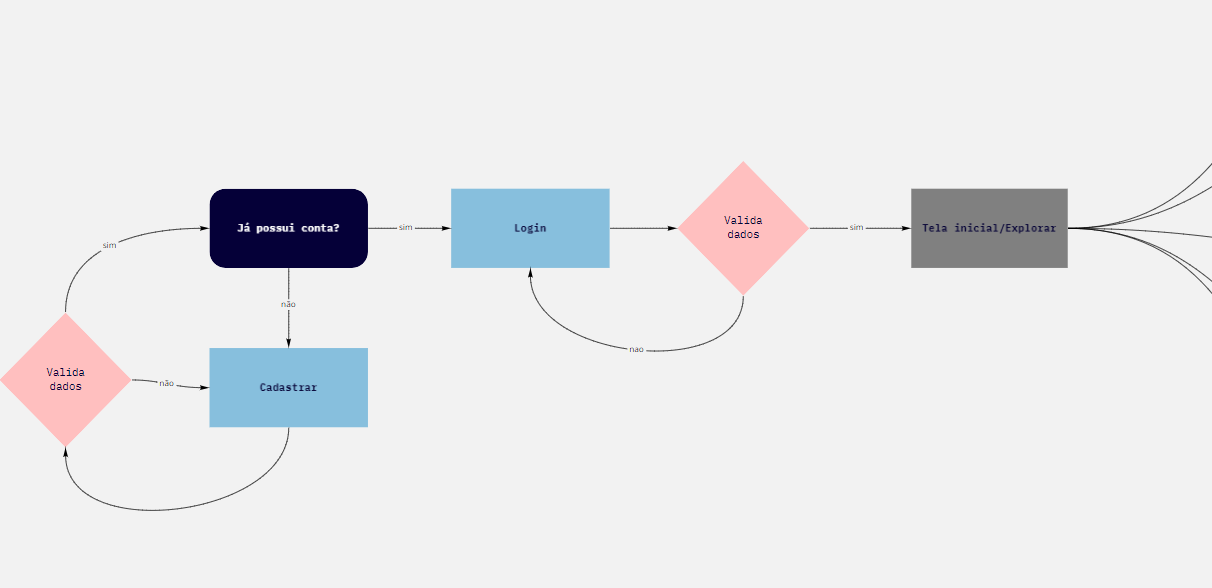 Já possui conta?
sim
Login
Valida
dados
sim
Tela inicial/Explorar
sim
não
nao
Valida
dados
não
Cadastrar